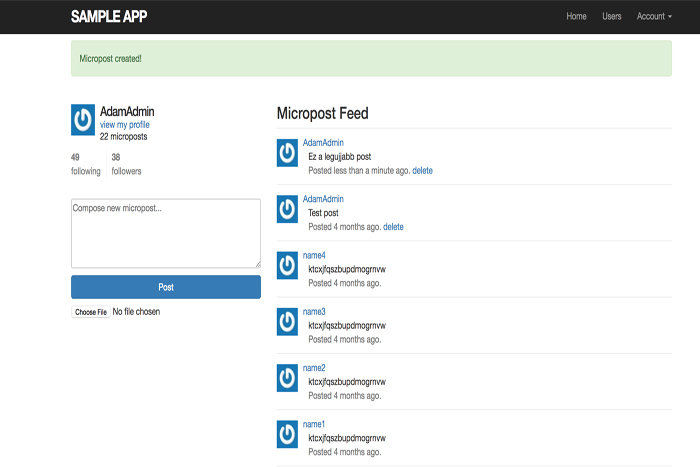 SAMPLE APP
Home Users Account
Micropost created!
AdamAdmin
view my profile
22 microposts
49 38
following followers
Compose new micropost...
Post
Choose File No file chosen
Micropost Feed
AdamAdmin
Ez a legujjabb post
Posted less than a minute ago. delete
AdamAdmin
Test post
Posted 4 months ago. delete
name4
ktcxjfqszbupdmogrnvw
Posted 4 months ago.
name3
ktcxjfqszbupdmogrnvw
Posted 4 months ago.
name2
ktcxjfqszbupdmogrnvw
Posted 4 months ago.
name1
ktcxjfqszbupdmogrnvw
Posted 4 months ago.